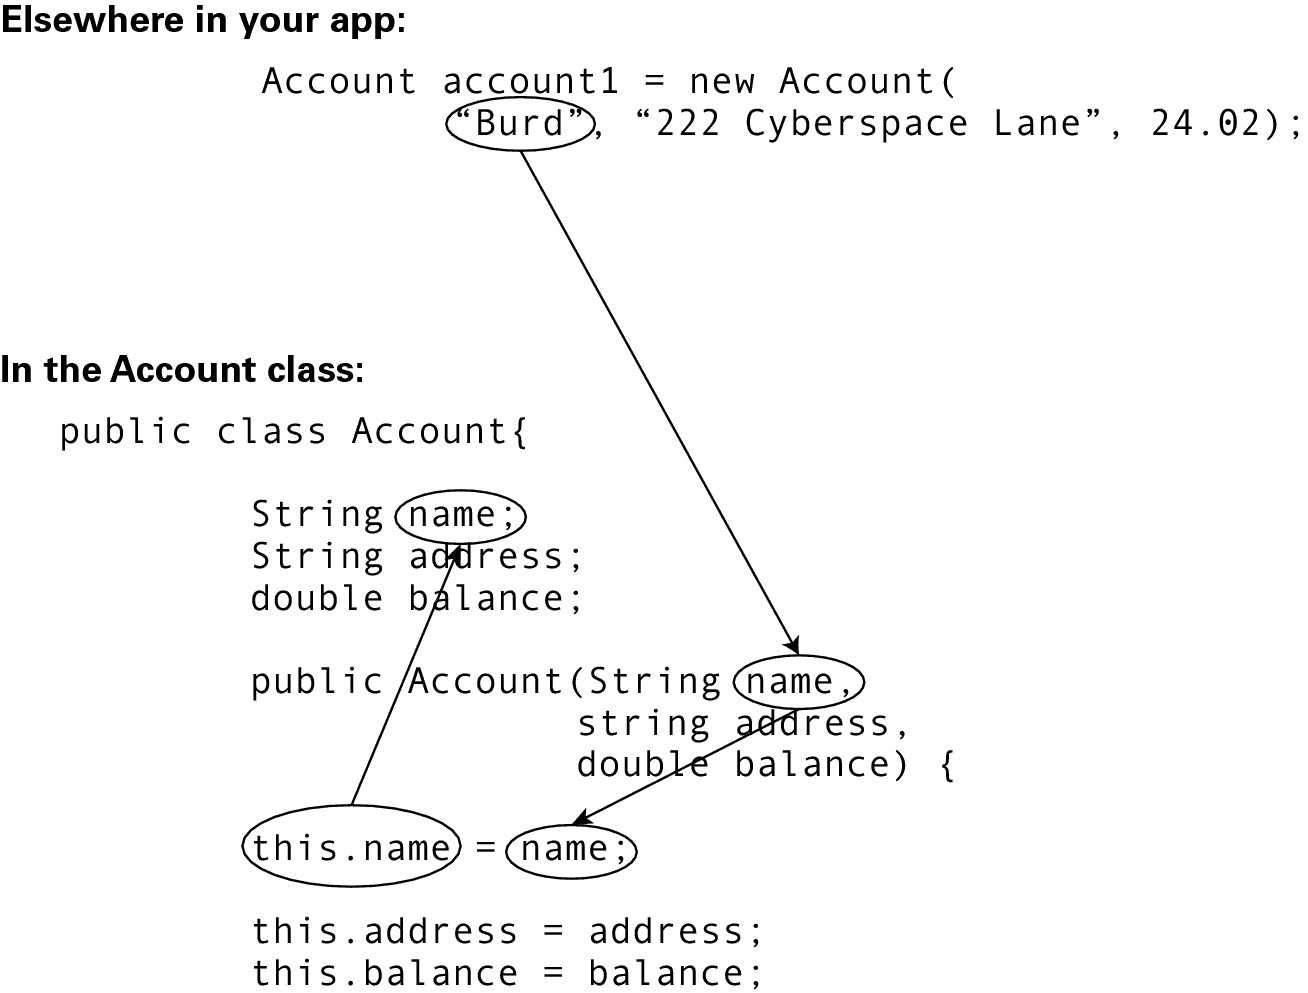 Elsewhere in your app:
Account account1 = new Account(
“Burd”, “222 Cyberspace Lane”, 24.02);
In the Account class:
public class Account{
String name;
String address;
double balance;
public Account(String name,
string address,
double balance) {
this.name = name;
this.address = address;
this.balance = balance;